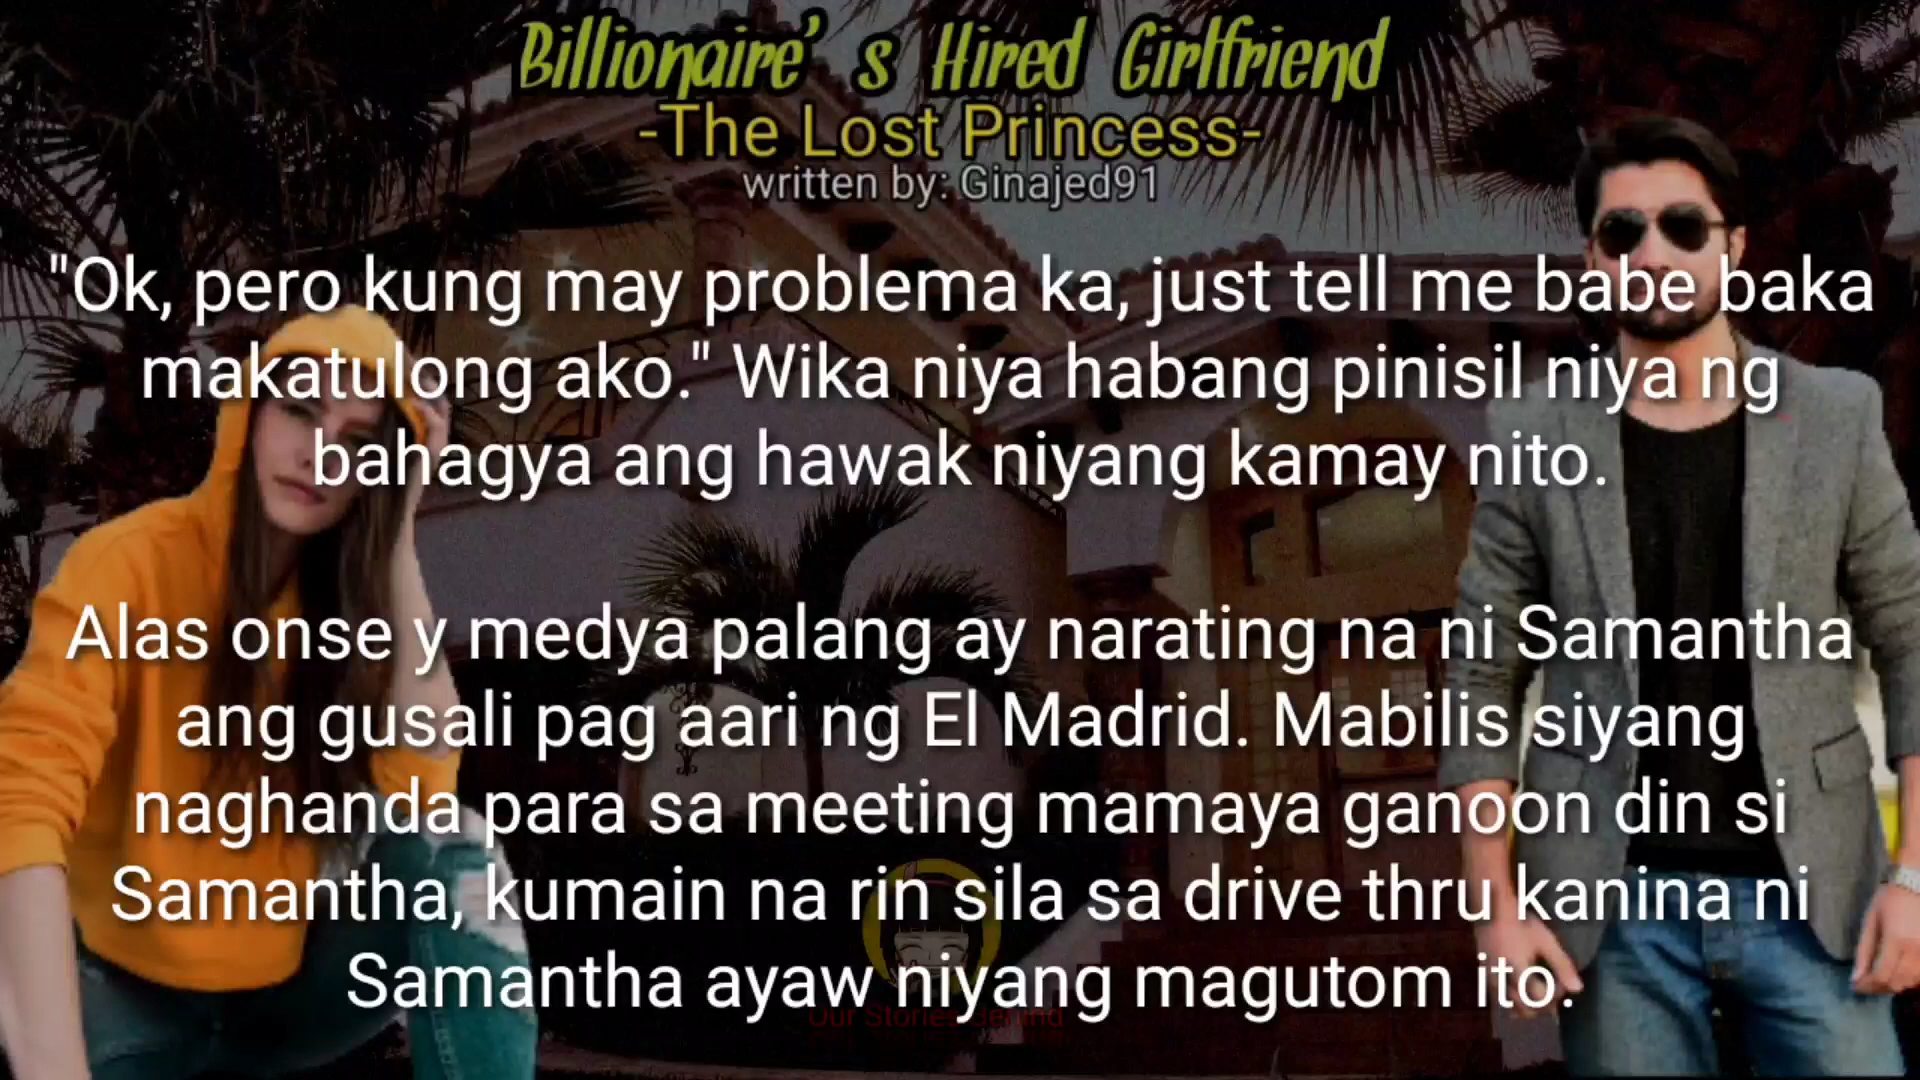 Billionaire's Hired Girlfriend
-The Lost Princess-
written by: Ginajed91
"Ok, pero kung may problema ka, just tell me babe baka
makatulong ako." Wika niya habang pinisil niya ng
bahagya ang hawak niyang kamay nito.
Alas onse y medya palang ay narating na ni Samantha
ang gusali pag aari ng El Madrid. Mabilis siyang
naghanda para sa meeting mamaya ganoon din si
Samantha, kumain na rin sila sa drive thru kanina ni
Samantha ayaw niyang magutom ito.
Our Stories Behind